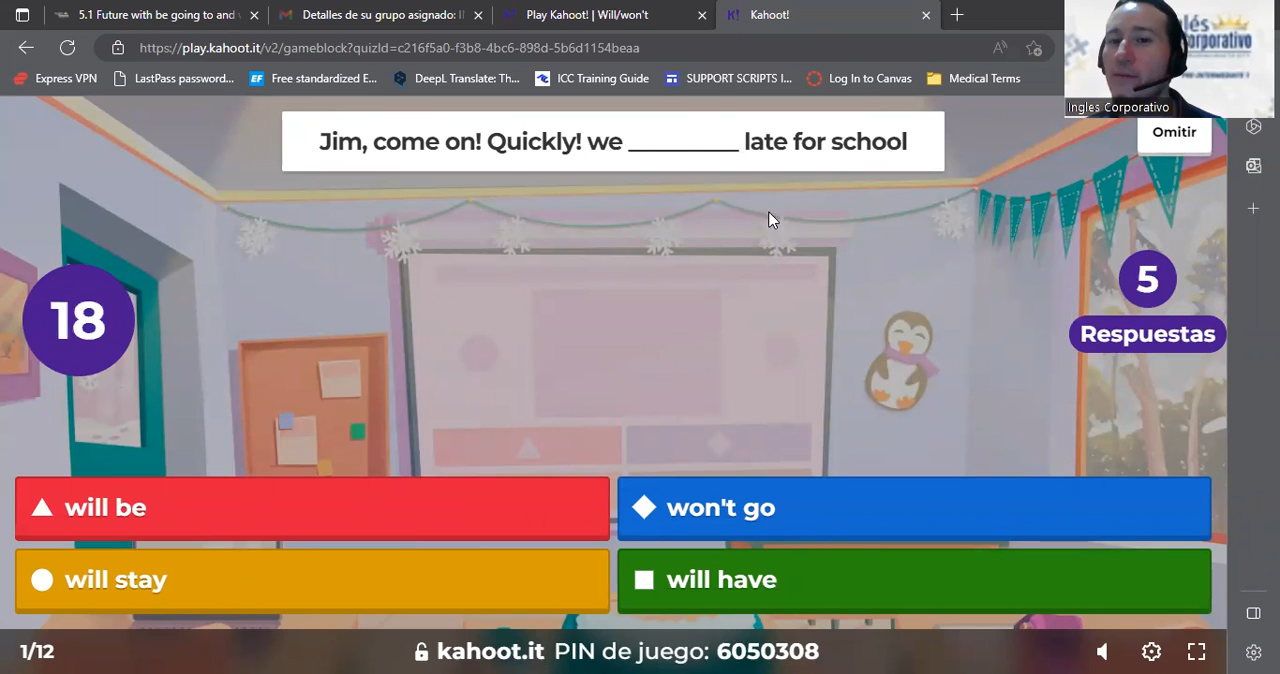 5.1 Future with be going to and
Detalles de su grupo asignado: I
Play Kahoot! | Will/won't
Kahoot!
https://play.kahoot.it/v2/gameblock?quizId=c216f5a0-f3b8-4bc6-898d-5b6d1154beaa
Express VPN
LastPass password...
Free standardized E...
DeepL Translate: Th...
ICC Training Guide
SUPPORT SCRIPTS I...
Log In to Canvas
Medical Terms
Inglés Corporativo
Jim, come on! Quickly! we _________ late for school
Omitir
18
5
Respuestas
will be
won't go
will stay
will have
1/12
kahoot.it PIN de juego: 6050308